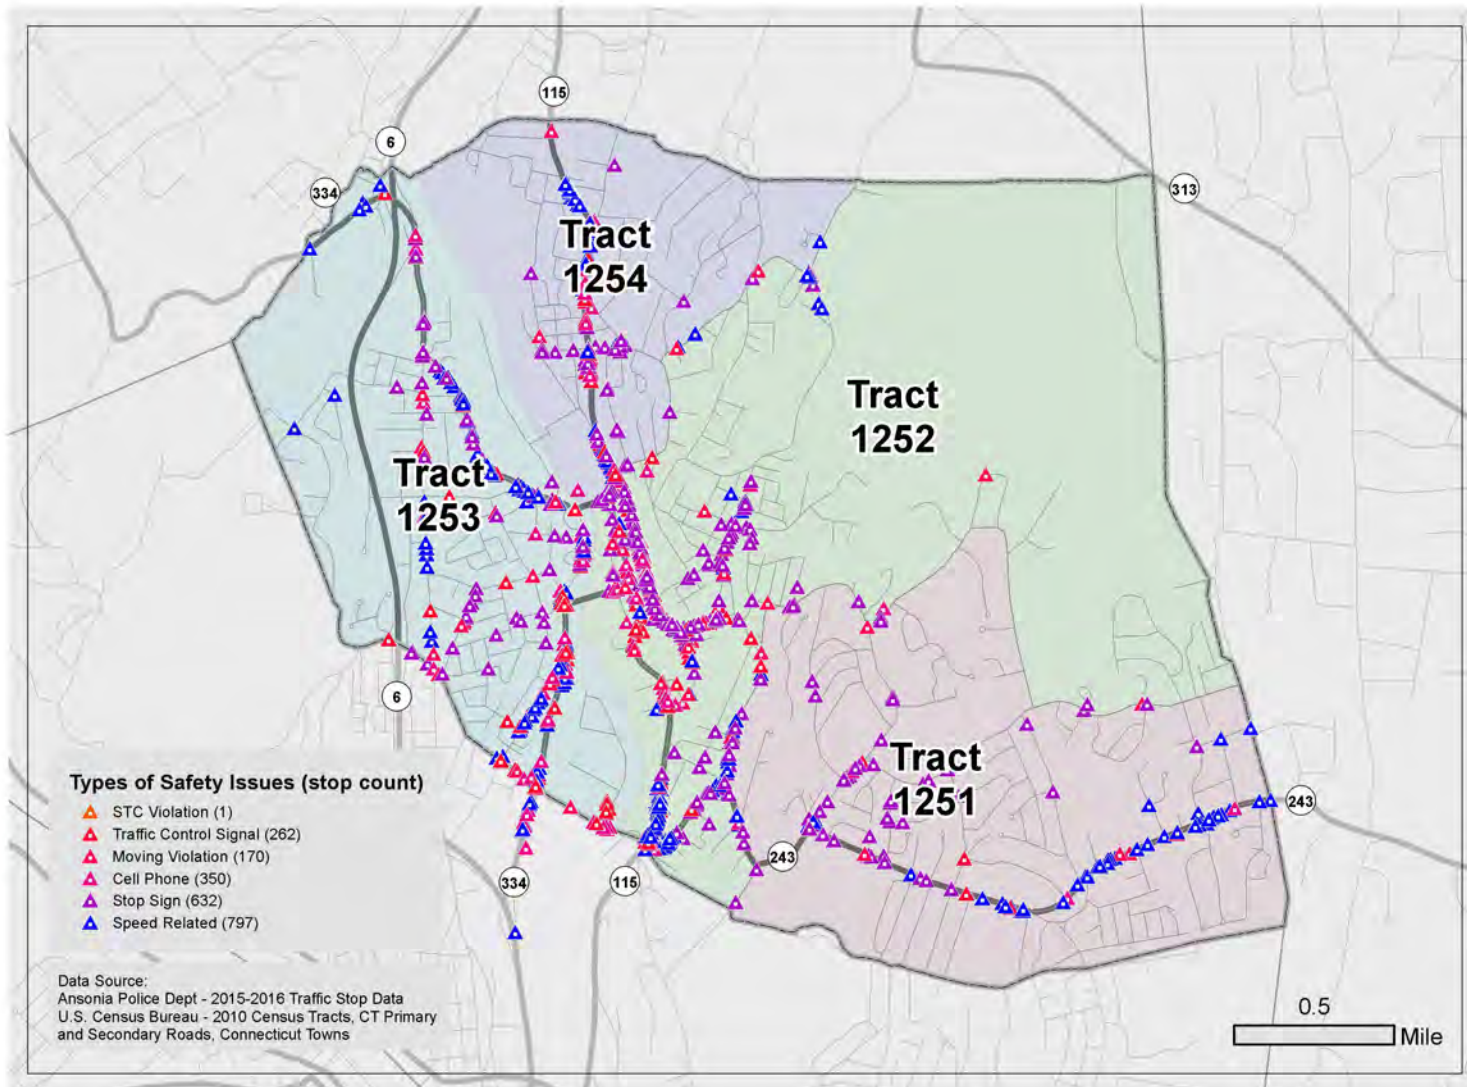 115
6
334
313
Tract
1254
Tract
1252
Tract
1253
6
Tract
1251
243
243
334
115
Types of Safety Issues (stop count)
STC Violation (1)
Traffic Control Signal (262)
Moving Violation (170)
Cell Phone (350)
Stop Sign (632)
Speed Related (797)
Data Source:
Ansonia Police Dept - 2015-2016 Traffic Stop Data
U.S. Census Bureau - 2010 Census Tracts, CT Primary
and Secondary Roads, Connecticut Towns
0.5
Mile